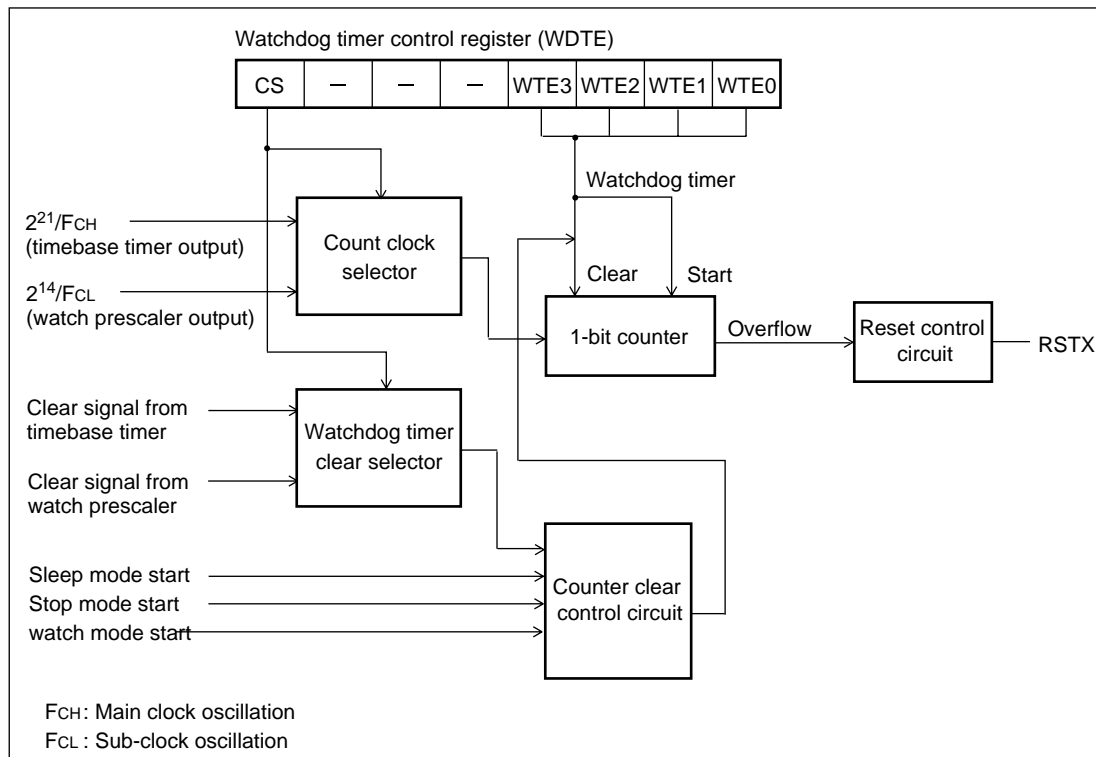 Watchdog timer control register (WDTE)
CS — — — WTE3 WTE2 WTE1 WTE0
Watchdog timer
2²¹/FCH
(timebase timer output)
Count clock
selector
Clear
Start
2¹⁴/FCL
(watch prescaler output)
1-bit counter
Overflow
Reset control
circuit
RSTX
Clear signal from
timebase timer
Watchdog timer
clear selector
Clear signal from
watch prescaler
Sleep mode start
Stop mode start
watch mode start
Counter clear
control circuit
FCH : Main clock oscillation
FCL : Sub-clock oscillation